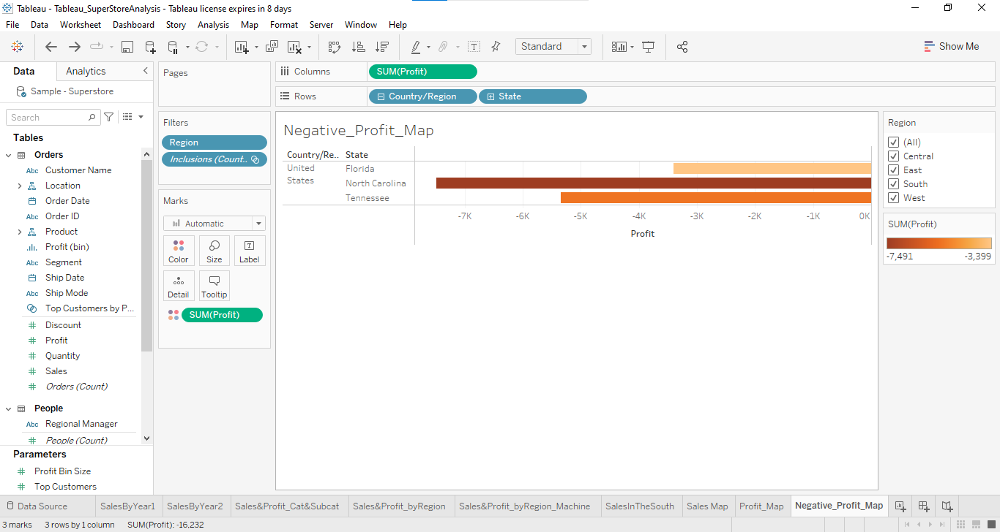 Tableau - Tableau_SuperStoreAnalysis - Tableau license expires in 8 days
File Data Worksheet Dashboard Story Analysis Map Format Server Window Help
Standard
Show Me
Data Analytics
Sample - Superstore
Search
Tables
Orders
Abc Customer Name
Location
Order Date
Abc Order ID
Product
Profit (bin)
Abc Segment
Ship Date
Abc Ship Mode
Top Customers by P...
Discount
Profit
Quantity
Sales
Orders (Count)
People
Abc Regional Manager
People (Count)
Parameters
Profit Bin Size
Top Customers
Pages
Filters
Region
Inclusions (Count..
Marks
Automatic
Color Size Label
Detail Tooltip
SUM(Profit)
Columns SUM(Profit)
Rows Country/Region State
Negative_Profit_Map
Country/Re.. State
United States
Florida
North Carolina
Tennessee
-7K -6K -5K -4K -3K -2K -1K 0K
Profit
Region
(All)
Central
East
South
West
SUM(Profit)
-7,491 -3,399
Data Source SalesByYear1 SalesByYear2 Sales&Profit_Cat&Subcat Sales&Profit_byRegion Sales&Profit_byRegion_Machine SalesInTheSouth Sales Map Profit_Map Negative_Profit_Map
3 marks 3 rows by 1 column SUM(Profit): -16,232